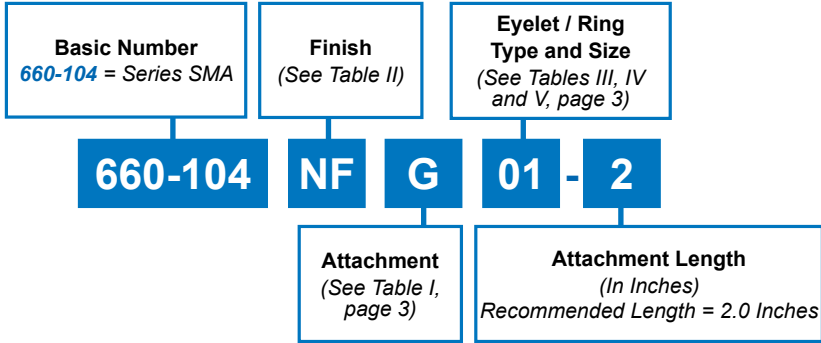 Basic Number
660-104 = Series SMA
Finish
(See Table II)
Eyelet / Ring
Type and Size
(See Tables III, IV
and V, page 3)
660-104 NF G 01 - 2
Attachment
(See Table I,
page 3)
Attachment Length
(In Inches)
Recommended Length = 2.0 Inches